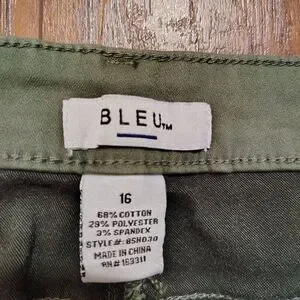 BLEU™
16
68% COTTON
29% POLYESTER
3% SPANDEX
STYLE#:BSN030
MADE IN CHINA
RN#163311